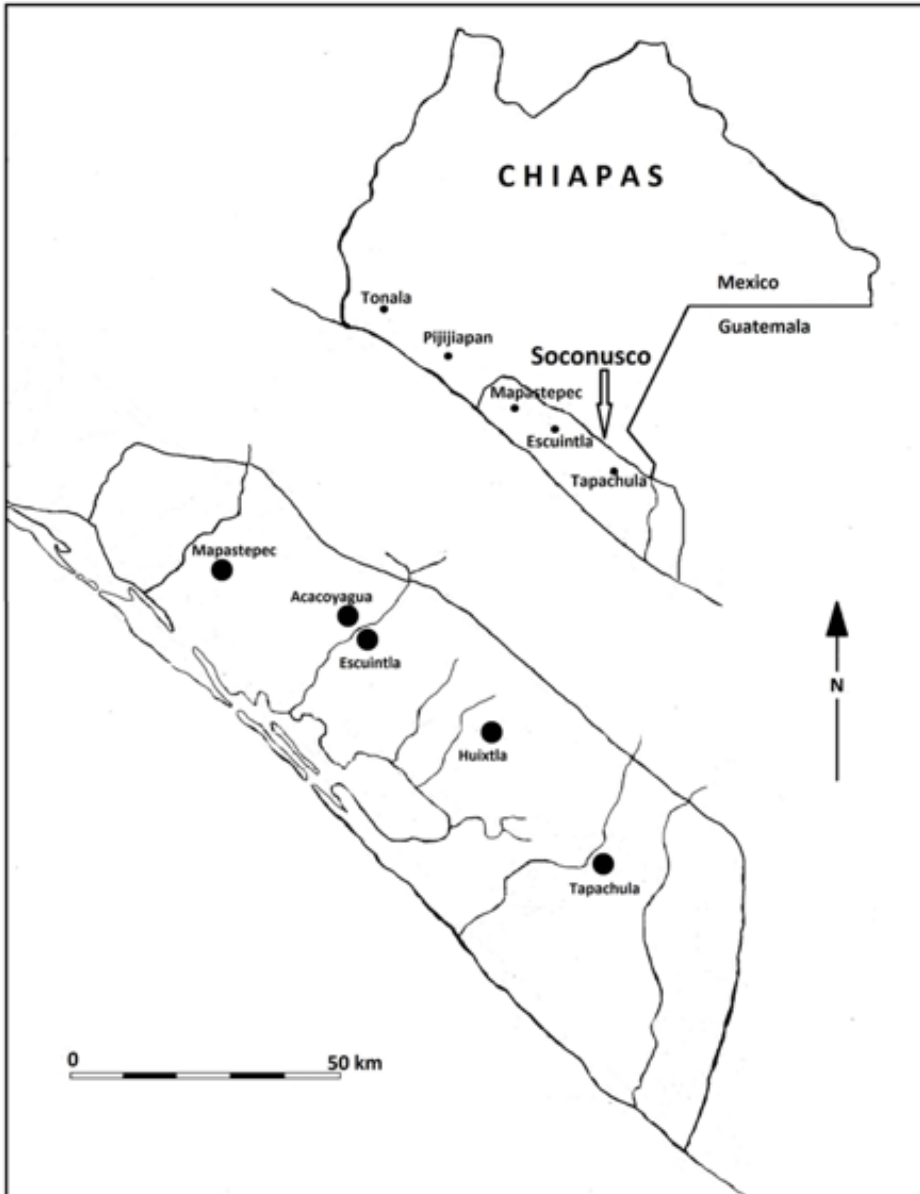 CHIAPAS
Mexico
Tonala
Guatemala
Pijijiapan
Soconusco
Mapastepec
Escuintla
Tapachula
Mapastepec
Acacoyagua
Escuintla
N
Huixtla
Tapachula
0 50 km